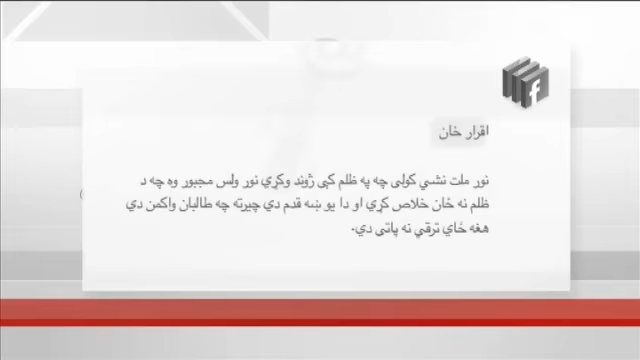 اقرار خان
نور ملت نشي کولی چه په ظلم کې ژوند وکړي نور ولس مجبور وه چه د
ظلم نه ځان خلاص کړي او دا یو ښه قدم دي چیرته چه طالبان واکمن دي
هغه ځاي ترقي نه پاتی دي.